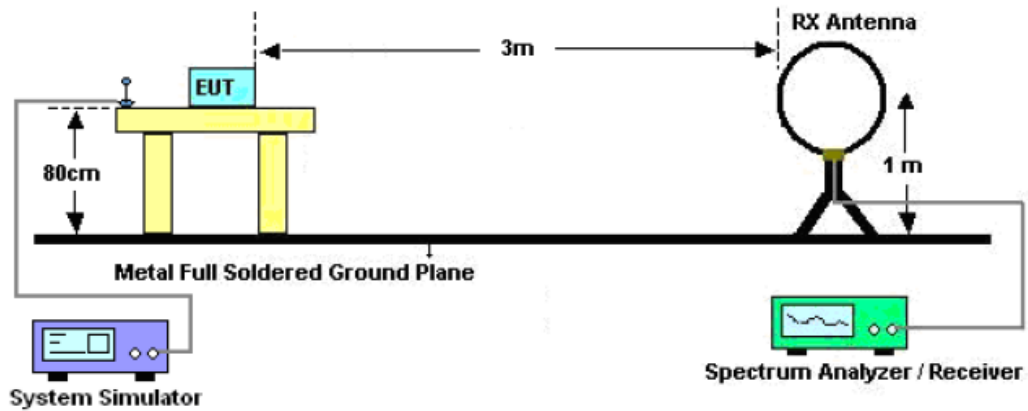 RX Antenna
3m
EUT
80cm
1 m
Metal Full Soldered Ground Plane
System Simulator
Spectrum Analyzer / Receiver